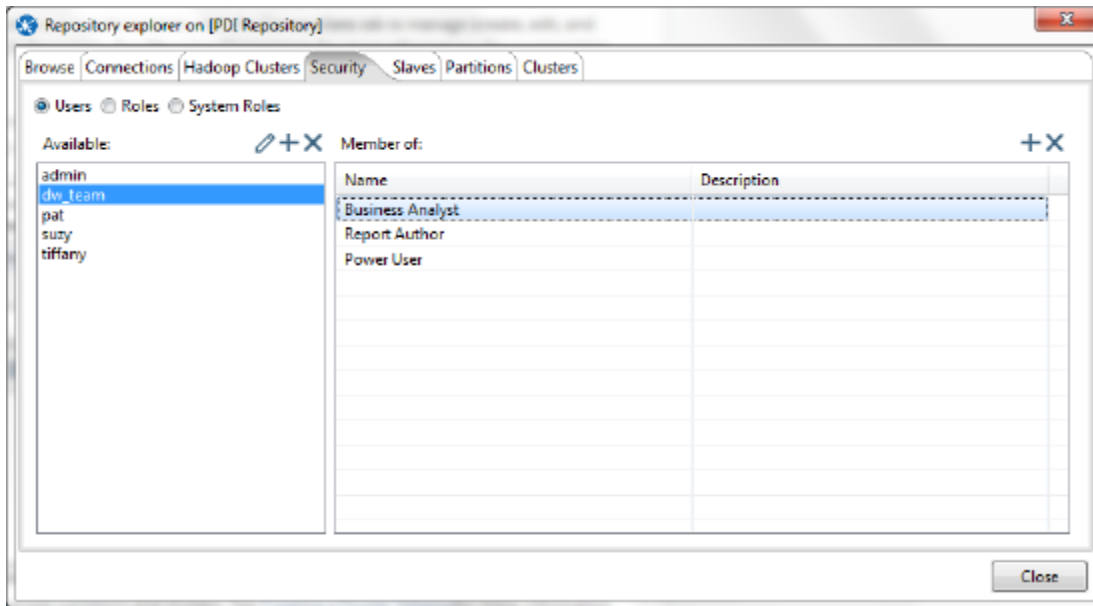 Repository explorer on [PDI Repository]
Browse Connections Hadoop Clusters Security Slaves Partitions Clusters
Users Roles System Roles
Available: Member of:
admin
dw_team
pat
suzy
tiffany
Name Description
Business Analyst
Report Author
Power User
Close